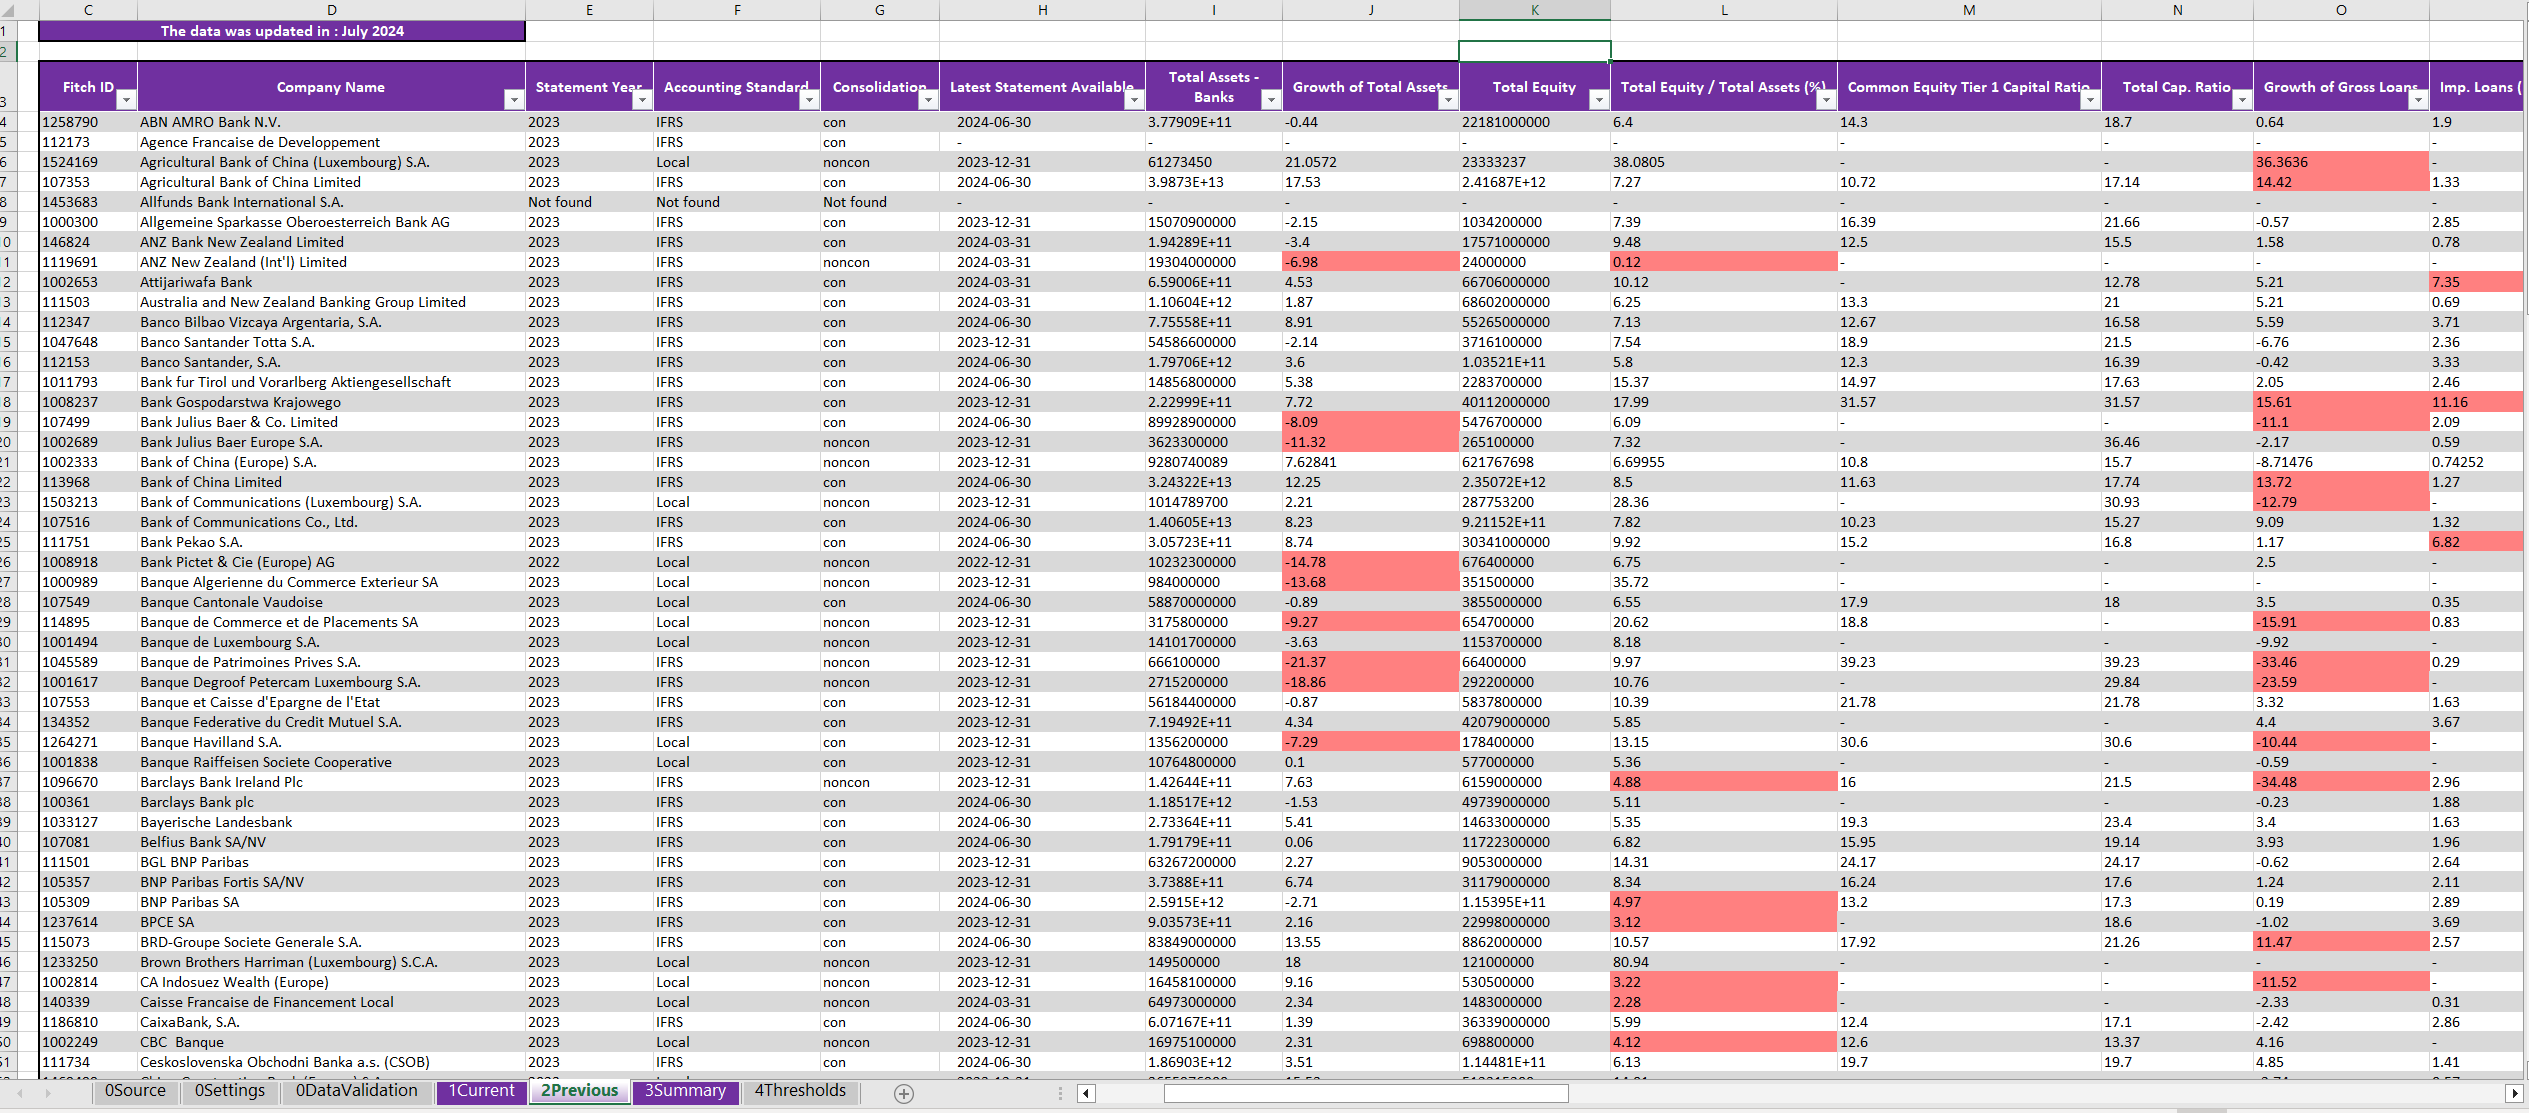 C D E F G H I J K L M N O
1 The data was updated in : July 2024
2
3 Fitch ID Company Name Statement Year Accounting Standard Consolidation Latest Statement Available Total Assets - Banks Growth of Total Assets Total Equity Total Equity / Total Assets (%) Common Equity Tier 1 Capital Ratio Total Cap. Ratio Growth of Gross Loans Imp. Loans (
4 1258790 ABN AMRO Bank N.V. 2023 IFRS con 2024-06-30 3.77909E+11 -0.44 22181000000 6.4 14.3 18.7 0.64 1.9
5 112173 Agence Francaise de Developpement 2023 IFRS con - - - - - - - - -
6 1524169 Agricultural Bank of China (Luxembourg) S.A. 2023 Local noncon 2023-12-31 61273450 21.0572 23333237 38.0805 - - 36.3636 -
7 107353 Agricultural Bank of China Limited 2023 IFRS con 2024-06-30 3.9873E+13 17.53 2.41687E+12 7.27 10.72 17.14 14.42 1.33
8 1453683 Allfunds Bank International S.A. Not found Not found Not found - - - - - - - - -
9 1000300 Allgemeine Sparkasse Oberoesterreich Bank AG 2023 IFRS con 2023-12-31 15070900000 -2.15 1034200000 7.39 16.39 21.66 -0.57 2.85
0 146824 ANZ Bank New Zealand Limited 2023 IFRS con 2024-03-31 1.94289E+11 -3.4 17571000000 9.48 12.5 15.5 1.58 0.78
1 1119691 ANZ New Zealand (Int'l) Limited 2023 IFRS noncon 2024-03-31 19304000000 -6.98 24000000 0.12 - - - -
2 1002653 Attijariwafa Bank 2023 IFRS con 2024-03-31 6.59006E+11 4.53 66706000000 10.12 - 12.78 5.21 7.35
3 111503 Australia and New Zealand Banking Group Limited 2023 IFRS con 2024-03-31 1.10604E+12 1.87 68602000000 6.25 13.3 21 5.21 0.69
4 112347 Banco Bilbao Vizcaya Argentaria, S.A. 2023 IFRS con 2024-06-30 7.75558E+11 8.91 55265000000 7.13 12.67 16.58 5.59 3.71
5 1047648 Banco Santander Totta S.A. 2023 IFRS con 2023-12-31 54586600000 -2.14 3716100000 7.54 18.9 21.5 -6.76 2.36
6 112153 Banco Santander, S.A. 2023 IFRS con 2024-06-30 1.79706E+12 3.6 1.03521E+11 5.8 12.3 16.39 -0.42 3.33
7 1011793 Bank fur Tirol und Vorarlberg Aktiengesellschaft 2023 IFRS con 2024-06-30 14856800000 5.38 2283700000 15.37 14.97 17.63 2.05 2.46
8 1008237 Bank Gospodarstwa Krajowego 2023 IFRS con 2023-12-31 2.22999E+11 7.72 40112000000 17.99 31.57 31.57 15.61 11.16
9 107499 Bank Julius Baer & Co. Limited 2023 IFRS con 2024-06-30 89928900000 -8.09 5476700000 6.09 - - -11.1 2.09
20 1002689 Bank Julius Baer Europe S.A. 2023 IFRS noncon 2023-12-31 3623300000 -11.32 265100000 7.32 - 36.46 -2.17 0.59
21 1002333 Bank of China (Europe) S.A. 2023 IFRS noncon 2023-12-31 9280740089 7.62841 621767698 6.69955 10.8 15.7 -8.71476 0.74252
22 113968 Bank of China Limited 2023 IFRS con 2024-06-30 3.24322E+13 12.25 2.35072E+12 8.5 11.63 17.74 13.72 1.27
23 1503213 Bank of Communications (Luxembourg) S.A. 2023 Local noncon 2023-12-31 1014789700 2.21 287753200 28.36 - 30.93 -12.79 -
24 107516 Bank of Communications Co., Ltd. 2023 IFRS con 2024-06-30 1.40605E+13 8.23 9.21152E+11 7.82 10.23 15.27 9.09 1.32
25 111751 Bank Pekao S.A. 2023 IFRS con 2024-06-30 3.05723E+11 8.74 30341000000 9.92 15.2 16.8 1.17 6.82
26 1008918 Bank Pictet & Cie (Europe) AG 2022 Local noncon 2022-12-31 10232300000 -14.78 676400000 6.75 - - 2.5 -
27 1000989 Banque Algerienne du Commerce Exterieur SA 2023 Local noncon 2023-12-31 984000000 -13.68 351500000 35.72 - - - -
28 107549 Banque Cantonale Vaudoise 2023 Local con 2024-06-30 58870000000 -0.89 3855000000 6.55 17.9 18 3.5 0.35
29 114895 Banque de Commerce et de Placements SA 2023 Local noncon 2023-12-31 3175800000 -9.27 654700000 20.62 18.8 - -15.91 0.83
30 1001494 Banque de Luxembourg S.A. 2023 Local noncon 2023-12-31 14101700000 -3.63 1153700000 8.18 - - -9.92 -
31 1045589 Banque de Patrimoines Prives S.A. 2023 IFRS noncon 2023-12-31 666100000 -21.37 66400000 9.97 39.23 39.23 -33.46 0.29
32 1001617 Banque Degroof Petercam Luxembourg S.A. 2023 IFRS noncon 2023-12-31 2715200000 -18.86 292200000 10.76 - 29.84 -23.59 -
33 107553 Banque et Caisse d'Epargne de l'Etat 2023 IFRS con 2023-12-31 56184400000 -0.87 5837800000 10.39 21.78 21.78 3.32 1.63
34 134352 Banque Federative du Credit Mutuel S.A. 2023 IFRS con 2023-12-31 7.19492E+11 4.34 42079000000 5.85 - - 4.4 3.67
35 1264271 Banque Havilland S.A. 2023 Local con 2023-12-31 1356200000 -7.29 178400000 13.15 30.6 30.6 -10.44 -
36 1001838 Banque Raiffeisen Societe Cooperative 2023 Local con 2023-12-31 10764800000 0.1 577000000 5.36 - - -0.59 -
37 1096670 Barclays Bank Ireland Plc 2023 IFRS noncon 2023-12-31 1.42644E+11 7.63 6159000000 4.88 16 21.5 -34.48 2.96
38 100361 Barclays Bank plc 2023 IFRS con 2024-06-30 1.18517E+12 -1.53 49739000000 5.11 - - -0.23 1.88
39 1033127 Bayerische Landesbank 2023 IFRS con 2024-06-30 2.73364E+11 5.41 14633000000 5.35 19.3 23.4 3.4 1.63
40 107081 Belfius Bank SA/NV 2023 IFRS con 2024-06-30 1.79179E+11 0.06 11722300000 6.82 15.95 19.14 3.93 1.96
41 111501 BGL BNP Paribas 2023 IFRS con 2023-12-31 63267200000 2.27 9053000000 14.31 24.17 24.17 -0.62 2.64
42 105357 BNP Paribas Fortis SA/NV 2023 IFRS con 2023-12-31 3.7388E+11 6.74 31179000000 8.34 16.24 17.6 1.24 2.11
43 105309 BNP Paribas SA 2023 IFRS con 2024-06-30 2.5915E+12 -2.71 1.15395E+11 4.97 13.2 17.3 0.19 2.89
44 1237614 BPCE SA 2023 IFRS con 2023-12-31 9.03573E+11 2.16 22998000000 3.12 - 18.6 -1.02 3.69
45 115073 BRD-Groupe Societe Generale S.A. 2023 IFRS con 2024-06-30 83849000000 13.55 8862000000 10.57 17.92 21.26 11.47 2.57
46 1233250 Brown Brothers Harriman (Luxembourg) S.C.A. 2023 Local noncon 2023-12-31 149500000 18 121000000 80.94 - - - -
47 1002814 CA Indosuez Wealth (Europe) 2023 Local noncon 2023-12-31 16458100000 9.16 530500000 3.22 - - -11.52 -
48 140339 Caisse Francaise de Financement Local 2023 Local noncon 2024-03-31 64973000000 2.34 1483000000 2.28 - - -2.33 0.31
49 1186810 CaixaBank, S.A. 2023 IFRS con 2024-06-30 6.07167E+11 1.39 36339000000 5.99 12.4 17.1 -2.42 2.86
50 1002249 CBC Banque 2023 Local noncon 2023-12-31 16975100000 2.31 698800000 4.12 12.6 13.37 4.16 -
51 111734 Ceskoslovenska Obchodni Banka a.s. (CSOB) 2023 IFRS con 2024-06-30 1.86903E+12 3.51 1.14481E+11 6.13 19.7 19.7 4.85 1.41
0Source 0Settings 0DataValidation 1Current 2Previous 3Summary 4Thresholds